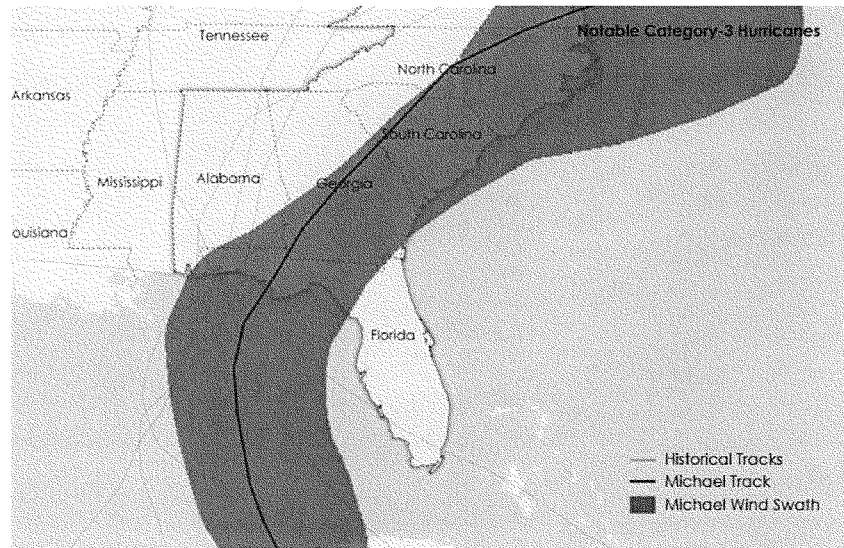 Tennessee
Notable Category-3 Hurricanes
North Carolina
Arkansas
South Carolina
Mississippi
Alabama
Georgia
ouisiana
Florida
Historical Tracks
Michael Track
Michael Wind Swath